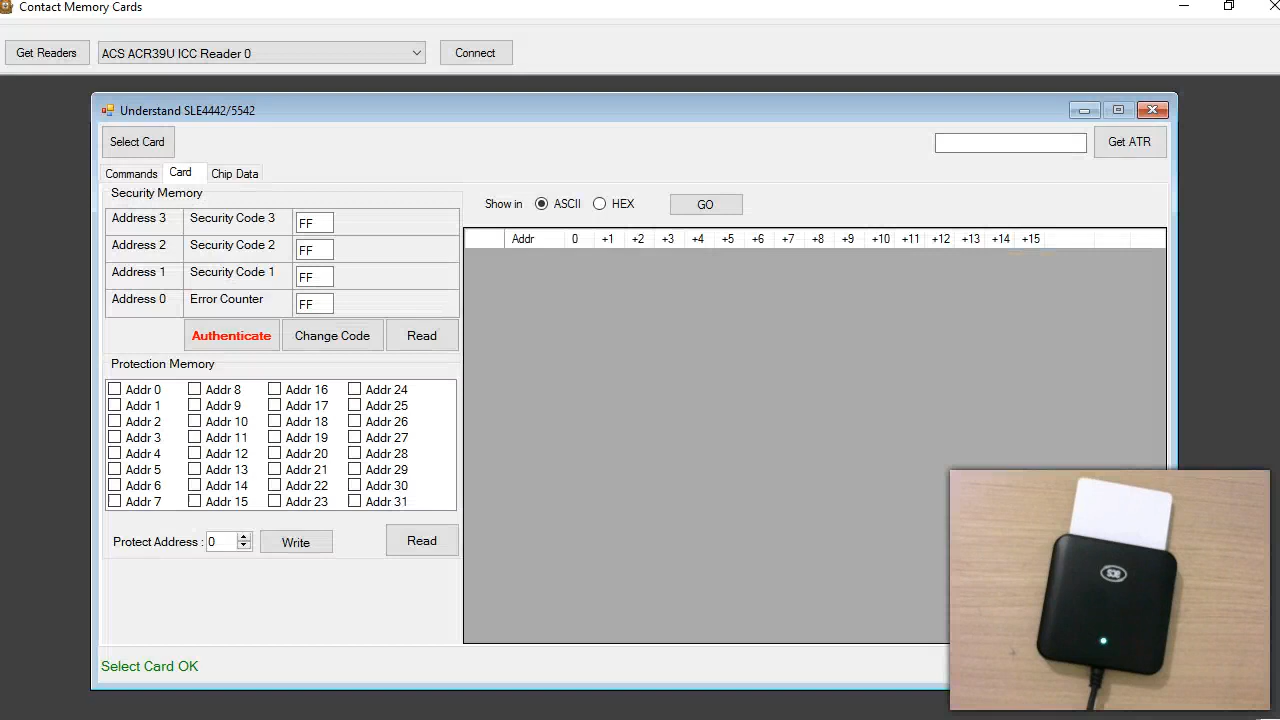 Contact Memory Cards
Get Readers ACS ACR39U ICC Reader 0 Connect
Understand SLE4442/5542
Select Card Get ATR
Commands Card Chip Data
Security Memory
Show in ASCII HEX GO
Address 3 Security Code 3 FF
Address 2 Security Code 2 FF
Address 1 Security Code 1 FF
Address 0 Error Counter FF
Addr 0 +1 +2 +3 +4 +5 +6 +7 +8 +9 +10 +11 +12 +13 +14 +15
Authenticate Change Code Read
Protection Memory
Addr 0 Addr 8 Addr 16 Addr 24
Addr 1 Addr 9 Addr 17 Addr 25
Addr 2 Addr 10 Addr 18 Addr 26
Addr 3 Addr 11 Addr 19 Addr 27
Addr 4 Addr 12 Addr 20 Addr 28
Addr 5 Addr 13 Addr 21 Addr 29
Addr 6 Addr 14 Addr 22 Addr 30
Addr 7 Addr 15 Addr 23 Addr 31
Protect Address : 0 Write Read
Select Card OK
ACS